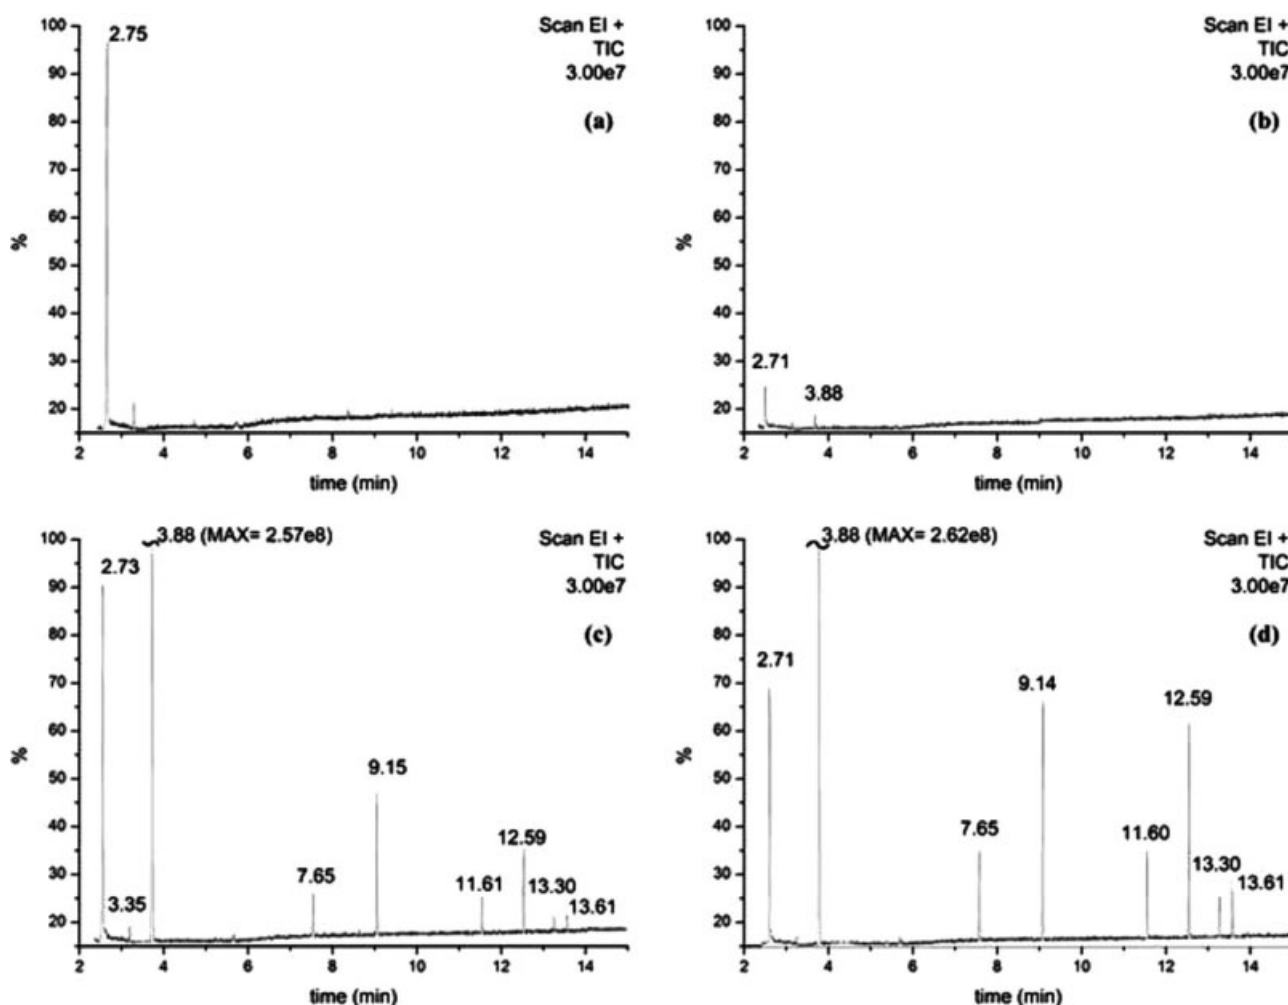 100
90
80
70
60
50
40
30
20
%
2.75
Scan EI +
TIC
3.00e7
(a)
2 4 6 8 10 12 14
time (min)
100
90
80
70
60
50
40
30
20
%
2.71
3.88
Scan EI +
TIC
3.00e7
(b)
2 4 6 8 10 12 14
time (min)
100
90
80
70
60
50
40
30
20
%
3.88 (MAX= 2.57e8)
2.73
3.35
7.65
9.15
11.61
12.59
13.30
13.61
Scan EI +
TIC
3.00e7
(c)
2 4 6 8 10 12 14
time (min)
100
90
80
70
60
50
40
30
20
%
3.88 (MAX= 2.62e8)
2.71
7.65
9.14
11.60
12.59
13.30
13.61
Scan EI +
TIC
3.00e7
(d)
2 4 6 8 10 12 14
time (min)